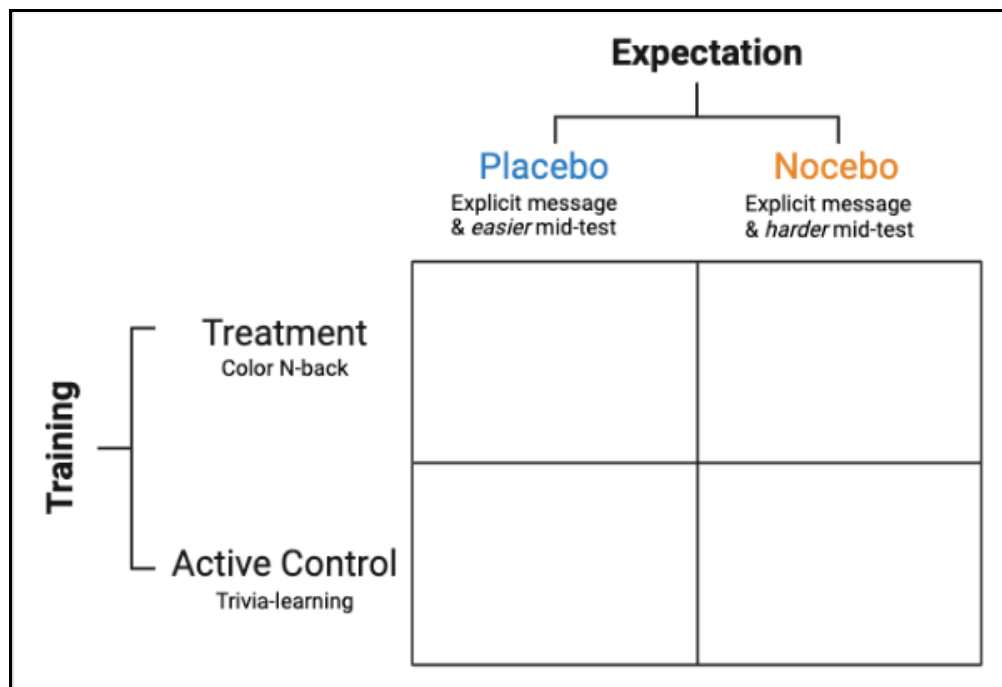 Expectation
Placebo
Explicit message
& easier mid-test
Nocebo
Explicit message
& harder mid-test
Training
Treatment
Color N-back
Active Control
Trivia-learning